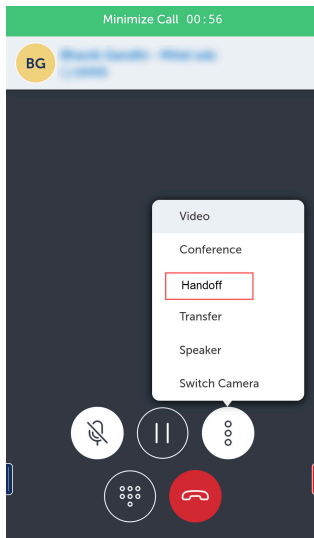 Minimize Call 00:56
BG
Video
Conference
Handoff
Transfer
Speaker
Switch Camera